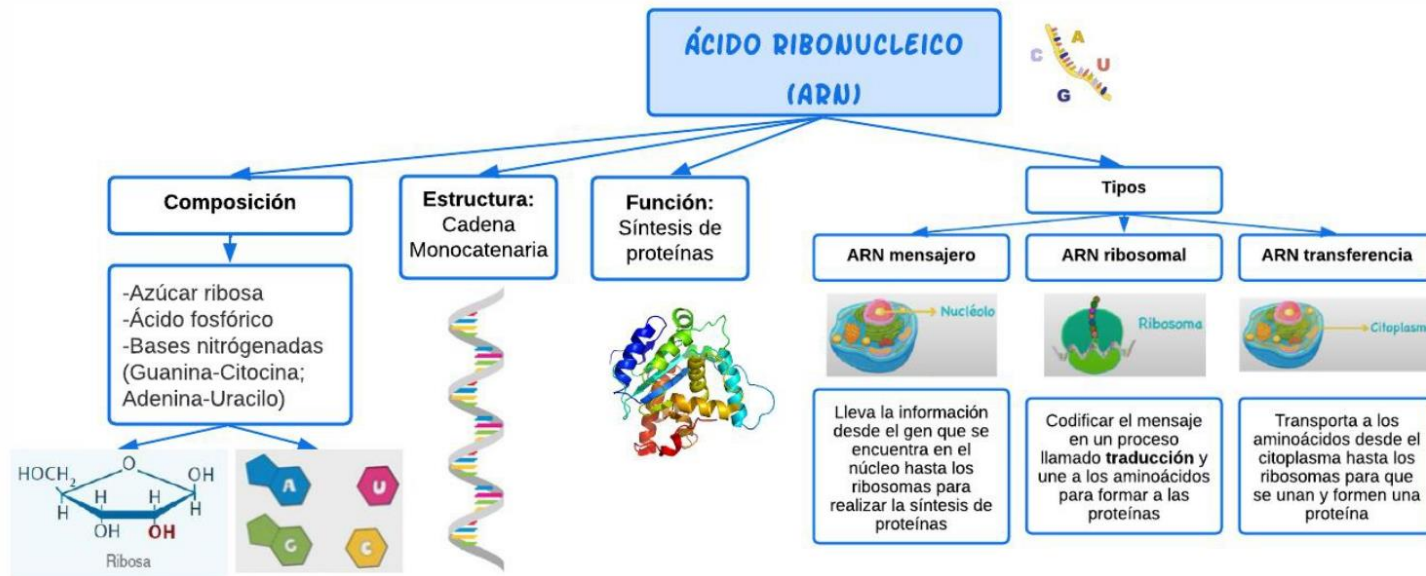 ÁCIDO RIBONUCLEICO
(ARN)
A
C
U
G
Composición
-Azúcar ribosa
-Ácido fosfórico
-Bases nitrógenadas
(Guanina-Citocina;
Adenina-Uracilo)
HOCH₂
O
OH
H
H
H
H
OH
OH
Ribosa
A
U
G
C
Estructura:
Cadena
Monocatenaria
Función:
Síntesis de
proteínas
Tipos
ARN mensajero
Nucléolo
Lleva la información
desde el gen que se
encuentra en el
núcleo hasta los
ribosomas para
realizar la síntesis de
proteínas
ARN ribosomal
Ribosoma
Codificar el mensaje
en un proceso
llamado traducción y
une a los aminoácidos
para formar a las
proteínas
ARN transferencia
Citoplasm
Transporta a los
aminoácidos desde el
citoplasma hasta los
ribosomas para que
se unan y formen una
proteína